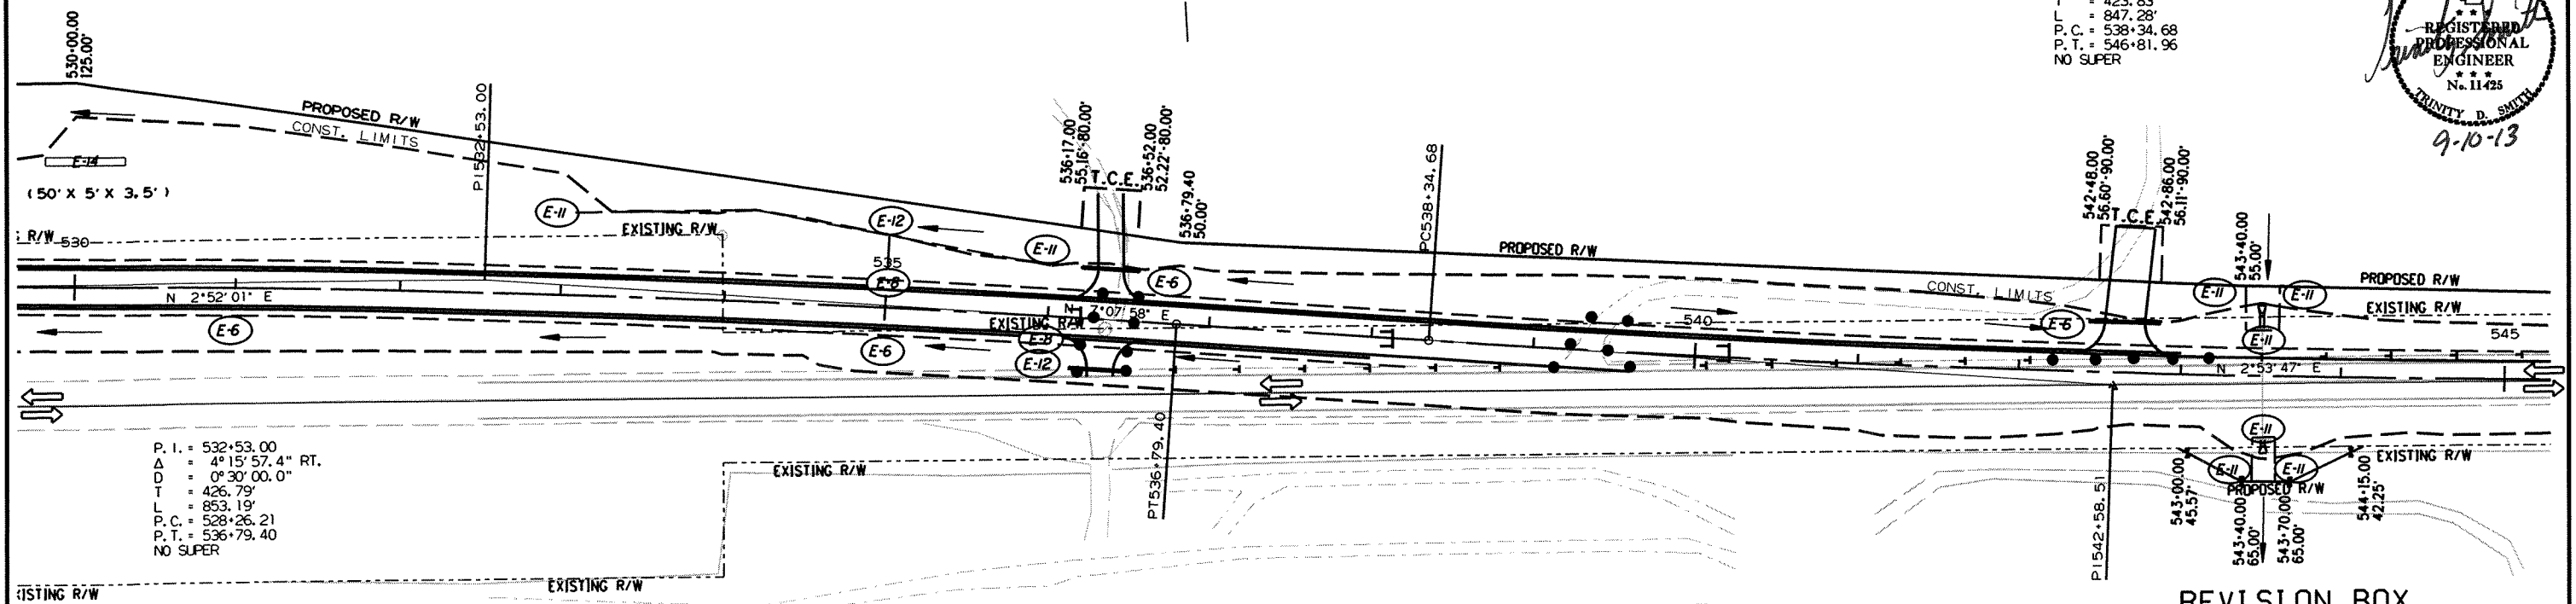 530+00.00
125.00'
PROPOSED R/W
CONST. LIMITS
E-14
(50' X 5' X 3.5')
R/W
530
PI532+53.00
E-11
EXISTING R/W
E-12
535
E-8
E-11
536+17.00
55.16'-80.00'
T.C.E.
536+52.00
52.22'-80.00'
536+79.40
50.00'
E-6
PC538+34.68
PROPOSED R/W
= 423.83'
L = 847.28'
P.C. = 538+34.68
P.T. = 546+81.96
NO SUPER
REGISTERED
PROFESSIONAL
ENGINEER
No. 11425
TRINITY D. SMITH
9-10-13
542+48.00
56.60'-90.00'
T.C.E.
542+86.00
56.11'-90.00'
543+40.00
55.00'
E-11
E-11
PROPOSED R/W
EXISTING R/W
CONST. LIMITS
E-6
E-11
540
545
N 2°52'01" E
E-6
EXISTING R/W
N 7°07'58" E
E-8
E-6
E-12
N 2°53'47" E
P.I. = 532+53.00
Δ = 4°15'57.4" RT.
D = 0°30'00.0"
T = 426.79'
L = 853.19'
P.C. = 528+26.21
P.T. = 536+79.40
NO SUPER
EXISTING R/W
PT536+79.40
PI542+58.51
E-11
E-11
E-11
EXISTING R/W
PROPOSED R/W
543+00.00
45.57'
543+40.00
65.00'
543+70.00
65.00'
544+15.00
42.25'
EXISTING R/W
EXISTING R/W
REVISION BOX